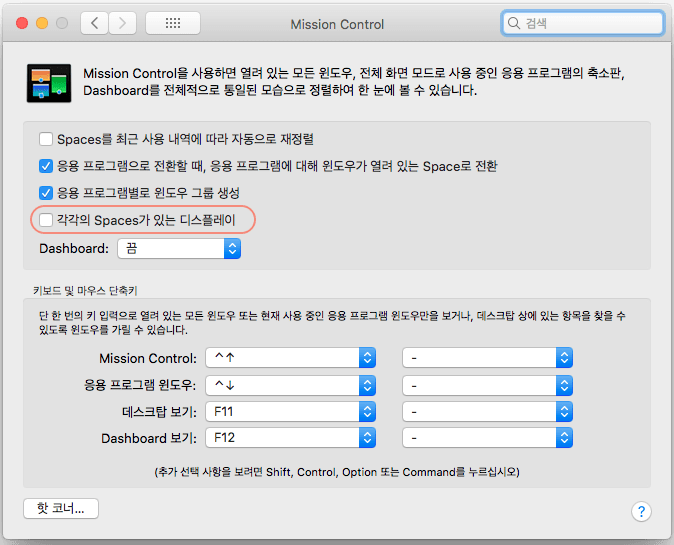 Mission Control
검색
Mission Control을 사용하면 열려 있는 모든 윈도우, 전체 화면 모드로 사용 중인 응용 프로그램의 축소판,
Dashboard를 전체적으로 통일된 모습으로 정렬하여 한 눈에 볼 수 있습니다.
Spaces를 최근 사용 내역에 따라 자동으로 재정렬
응용 프로그램으로 전환할 때, 응용 프로그램에 대해 윈도우가 열려 있는 Space로 전환
응용 프로그램별로 윈도우 그룹 생성
각각의 Spaces가 있는 디스플레이
Dashboard: 끔
키보드 및 마우스 단축키
단 한 번의 키 입력으로 열려 있는 모든 윈도우 또는 현재 사용 중인 응용 프로그램 윈도우만을 보거나, 데스크탑 상에 있는 항목을 찾을 수
있도록 윈도우를 가릴 수 있습니다.
Mission Control: ^↑ -
응용 프로그램 윈도우: ^↓ -
데스크탑 보기: F11 -
Dashboard 보기: F12 -
(추가 선택 사항을 보려면 Shift, Control, Option 또는 Command를 누르십시오)
핫 코너... ?